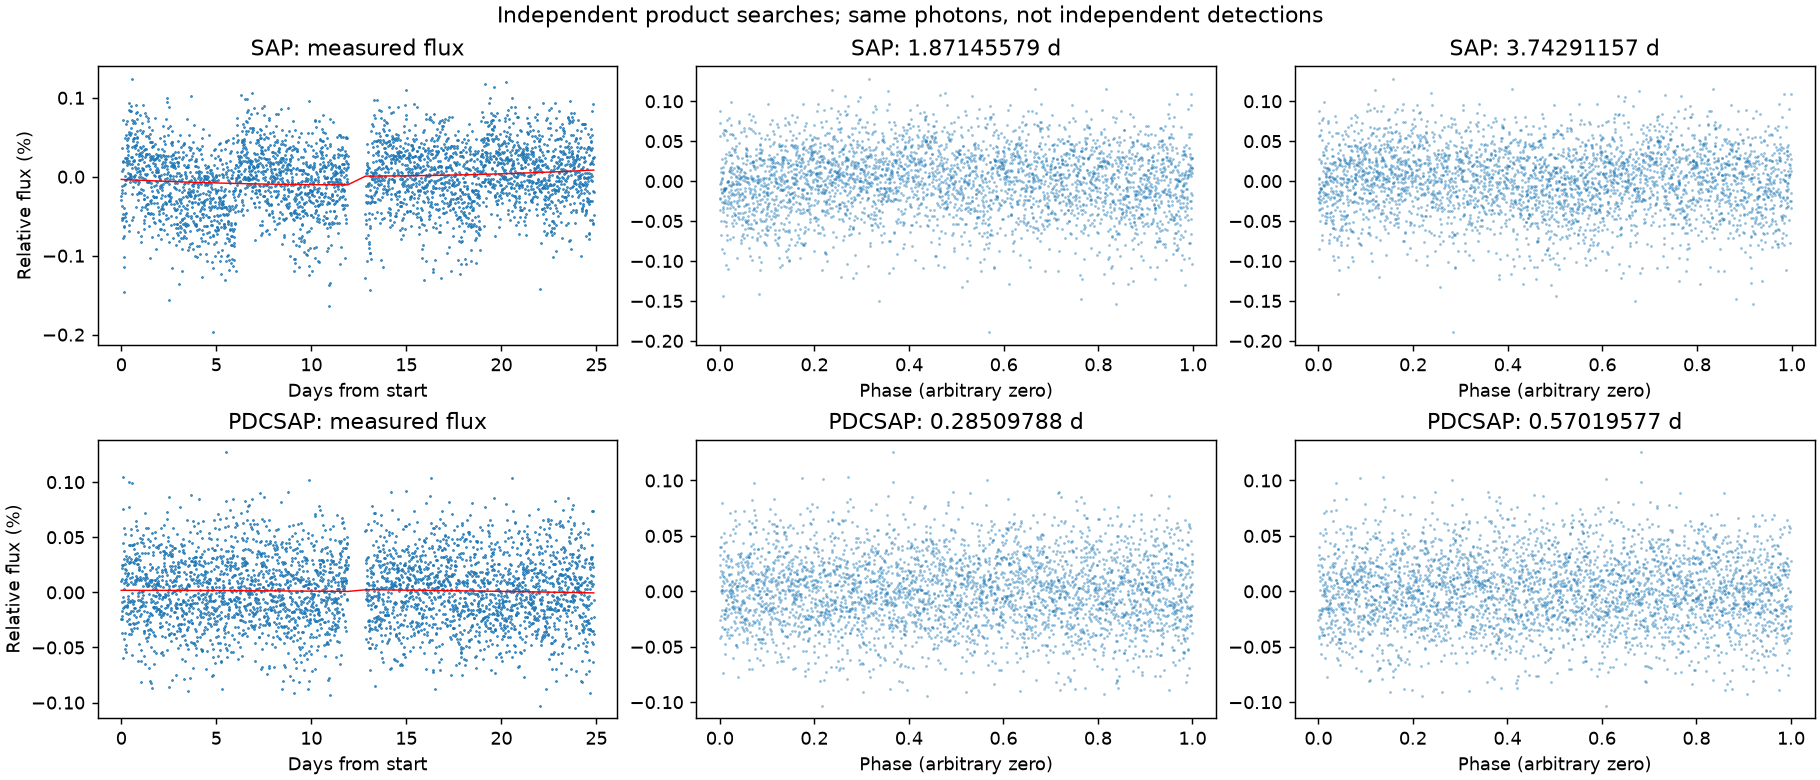 Independent product searches; same photons, not independent detections
SAP: measured flux
SAP: 1.87145579 d
SAP: 3.74291157 d
Relative flux (%)
0.1
0.0
−0.1
−0.2
0 5 10 15 20 25
Days from start
0.10
0.05
0.00
−0.05
−0.10
−0.15
−0.20
0.0 0.2 0.4 0.6 0.8 1.0
Phase (arbitrary zero)
0.10
0.05
0.00
−0.05
−0.10
−0.15
−0.20
0.0 0.2 0.4 0.6 0.8 1.0
Phase (arbitrary zero)
PDCSAP: measured flux
PDCSAP: 0.28509788 d
PDCSAP: 0.57019577 d
Relative flux (%)
0.10
0.05
0.00
−0.05
−0.10
0 5 10 15 20 25
Days from start
0.10
0.05
0.00
−0.05
−0.10
0.0 0.2 0.4 0.6 0.8 1.0
Phase (arbitrary zero)
0.10
0.05
0.00
−0.05
−0.10
0.0 0.2 0.4 0.6 0.8 1.0
Phase (arbitrary zero)